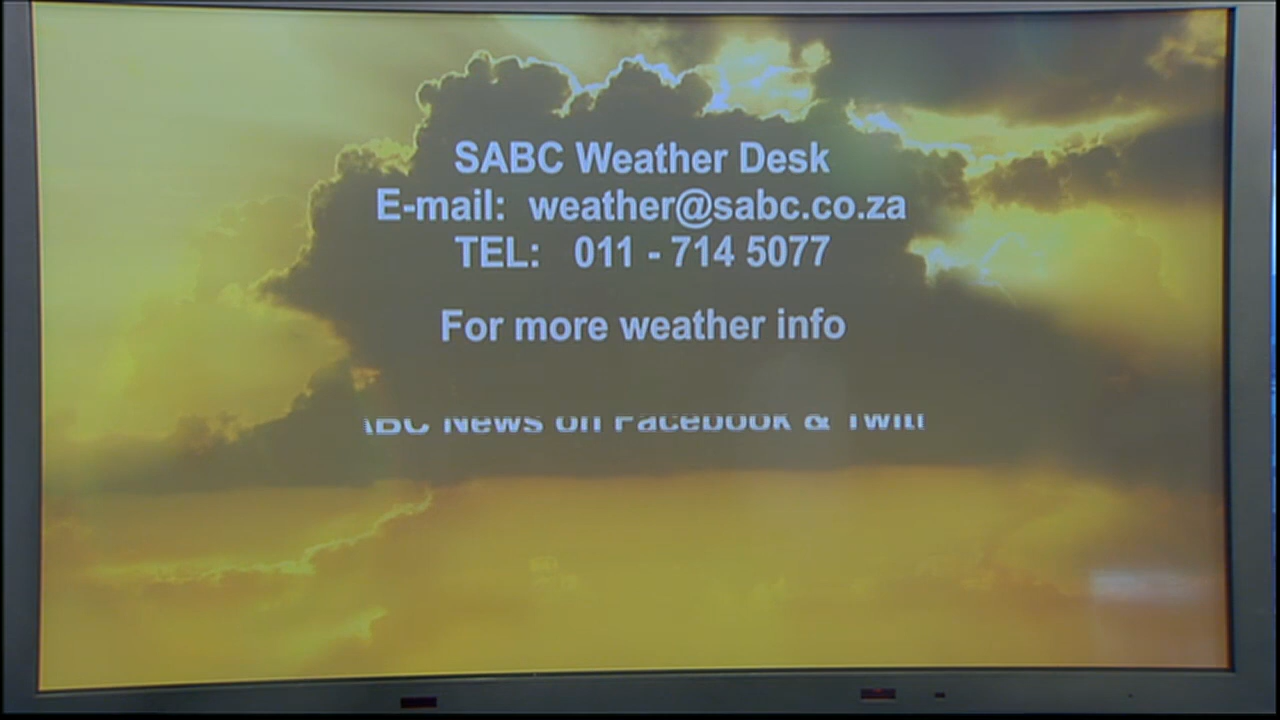 SABC Weather Desk
E-mail: weather@sabc.co.za
TEL: 011 - 714 5077
For more weather info
News on Facebook &